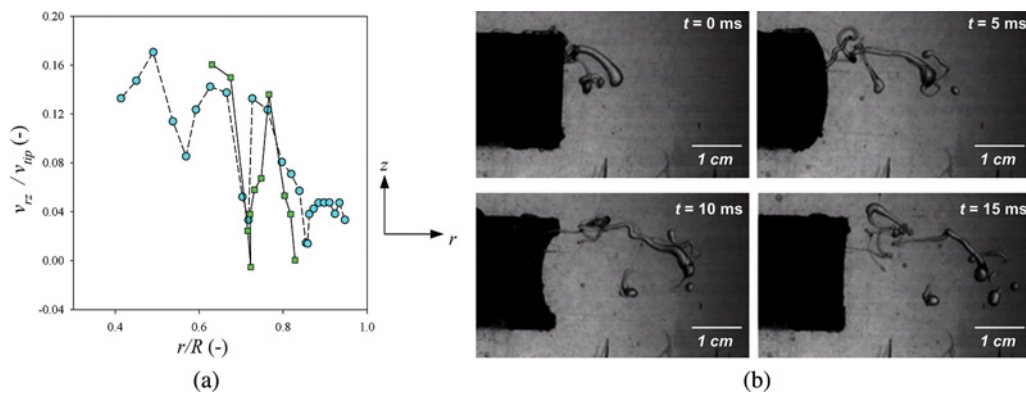 0.20
0.16
0.12
0.08
0.04
0.00
-0.04
v_rz / v_tip (-)
0.4
0.6
0.8
1.0
r/R (-)
z
r
(a)
t = 0 ms
1 cm
t = 5 ms
1 cm
t = 10 ms
1 cm
t = 15 ms
1 cm
(b)